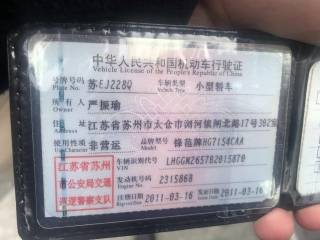 中华人民共和国机动车行驶证
Vehicle License of the People's Republic of China
号牌号码 苏EJ228Q 车辆类型 小型轿车
Plate No. Vehicle Type
所有人 严振瑜
Owner
住址 江苏省苏州市太仓市浏河镇闸北路17号302室
Address
使用性质 非营运 品牌型号 锋范牌HG7154CAA
Use Character Model
江苏省苏州 车辆识别代号 LHGGM265782015870
市公安局交通 VIN
巡逻警察支队 发动机号码 2315868
Engine No.
注册日期 2011-03-16 发证日期 2011-03-16
Register Date Issue Date